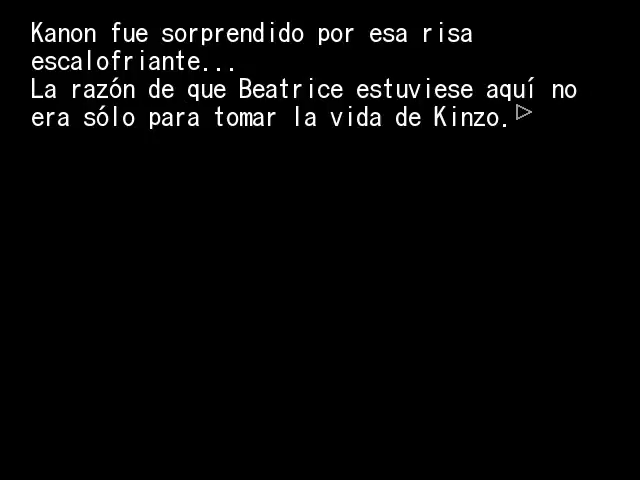 Kanon fue sorprendido por esa risa
escalofriante...
La razón de que Beatrice estuviese aquí no
era sólo para tomar la vida de Kinzo.